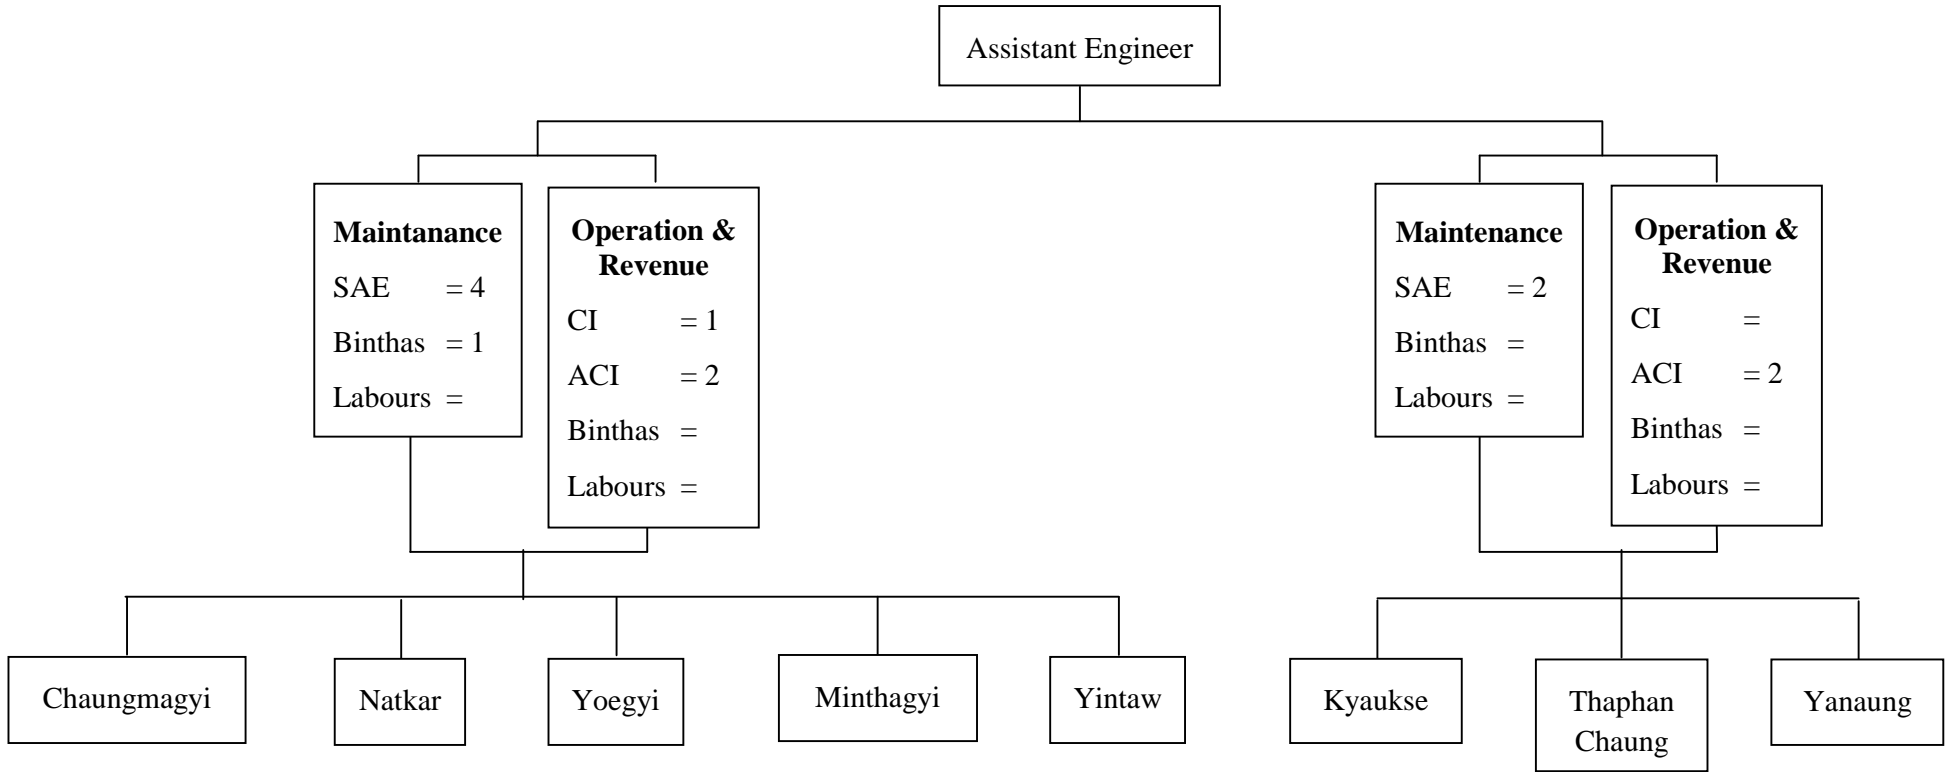 Assistant Engineer
Maintanance
SAE = 4
Binthas = 1
Labours =
Operation &
Revenue
CI = 1
ACI = 2
Binthas =
Labours =
Maintenance
SAE = 2
Binthas =
Labours =
Operation &
Revenue
CI =
ACI = 2
Binthas =
Labours =
Chaungmagyi
Natkar
Yoegyi
Minthagyi
Yintaw
Kyaukse
Thaphan
Chaung
Yanaung